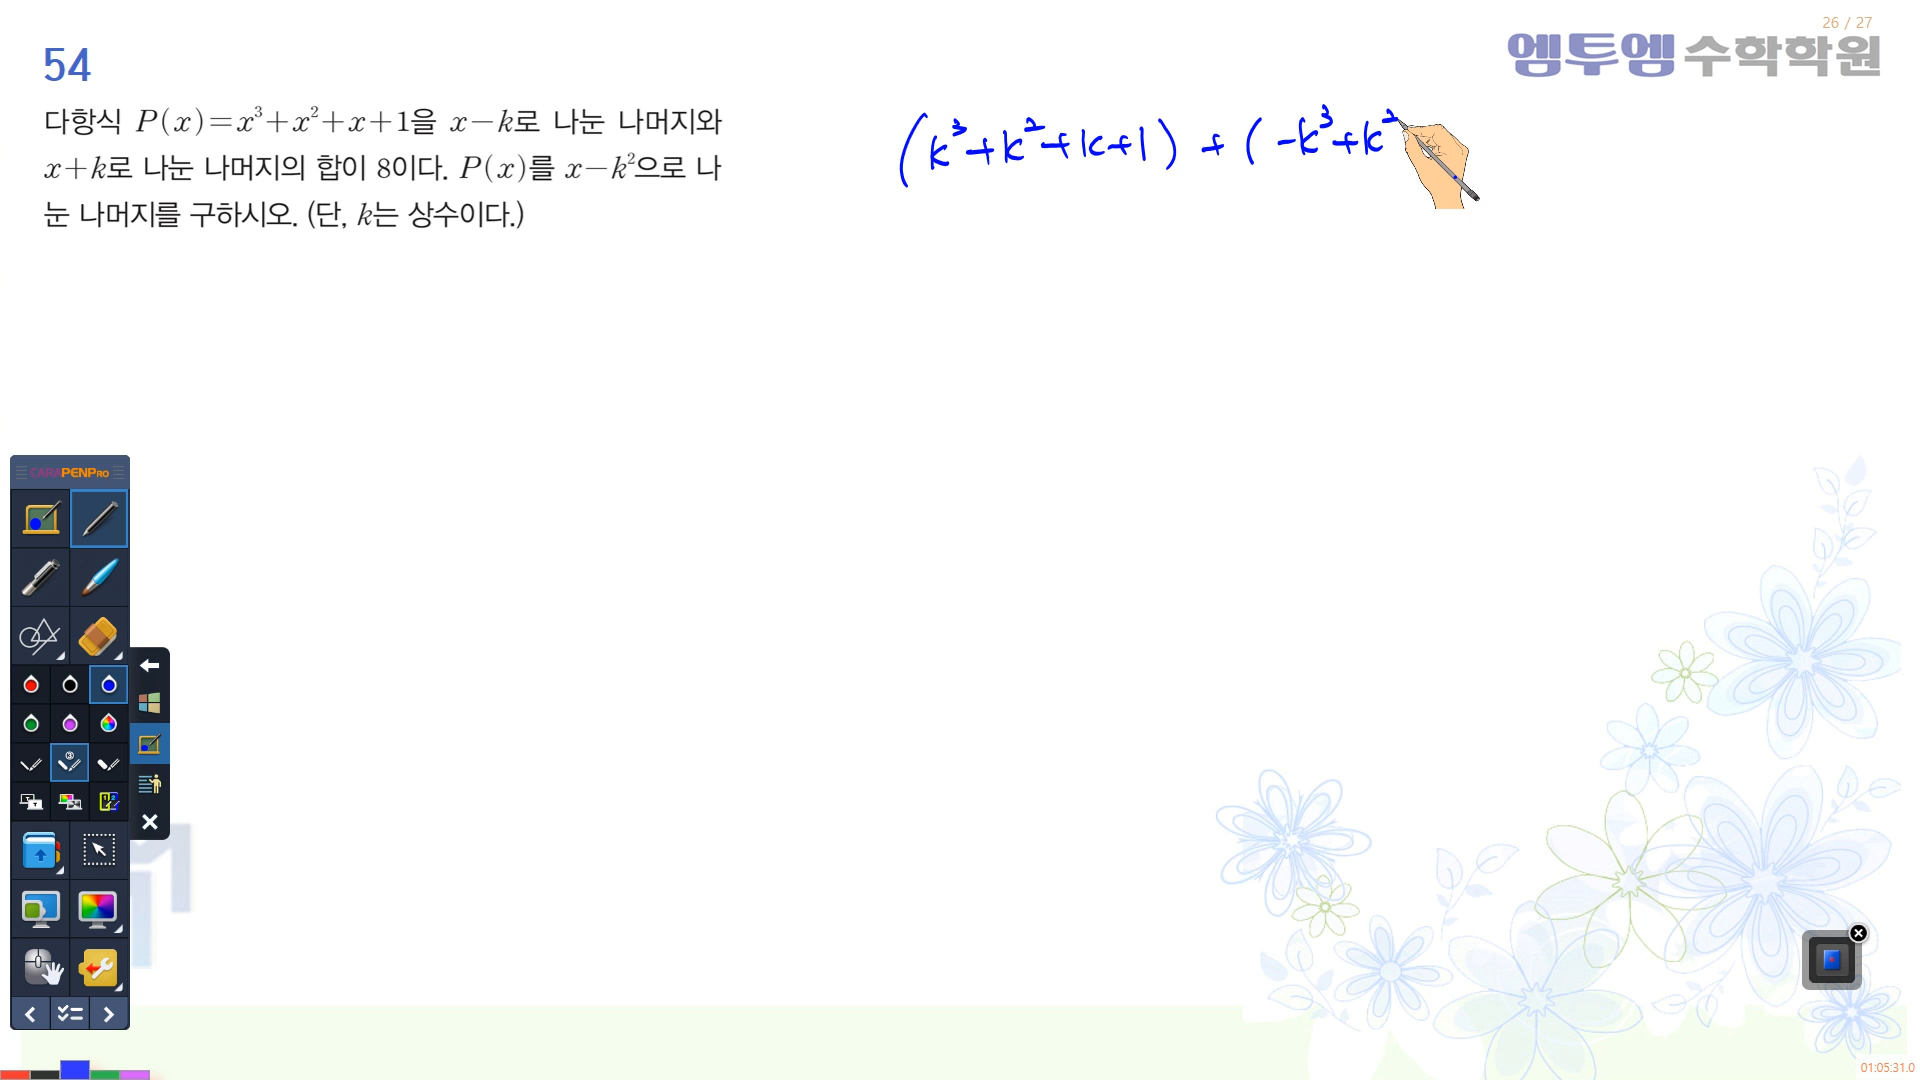 26 / 27
엠투엠 수학학원
54
다항식 P(x)=x³+x²+x+1을 x-k로 나눈 나머지와
x+k로 나눈 나머지의 합이 8이다. P(x)를 x-k²으로 나
눈 나머지를 구하시오. (단, k는 상수이다.)
(k³+k²+k+1) + (-k³+k²
CARAPENPRO
01:05:31.0